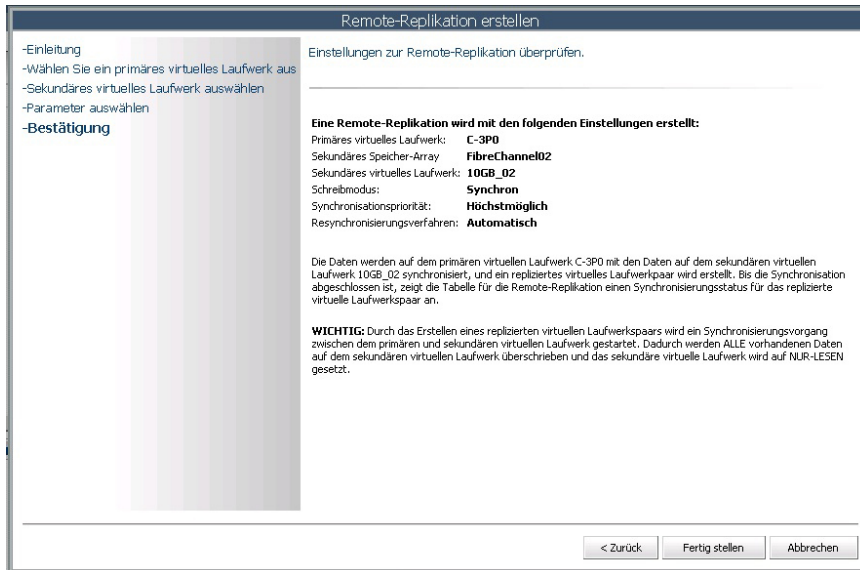 Remote-Replikation erstellen
-Einleitung
-Wählen Sie ein primäres virtuelles Laufwerk aus
-Sekundäres virtuelles Laufwerk auswählen
-Parameter auswählen
-Bestätigung
Einstellungen zur Remote-Replikation überprüfen.
Eine Remote-Replikation wird mit den folgenden Einstellungen erstellt:
Primäres virtuelles Laufwerk: C-3P0
Sekundäres Speicher-Array FibreChannel02
Sekundäres virtuelles Laufwerk: 10GB_02
Schreibmodus: Synchron
Synchronisationspriorität: Höchstmöglich
Resynchronisierungsverfahren: Automatisch
Die Daten werden auf dem primären virtuellen Laufwerk C-3P0 mit den Daten auf dem sekundären virtuellen
Laufwerk 10GB_02 synchronisiert, und ein repliziertes virtuelles Laufwerkpaar wird erstellt. Bis die Synchronisation
abgeschlossen ist, zeigt die Tabelle für die Remote-Replikation einen Synchronisierungsstatus für das replizierte
virtuelle Laufwerkspaar an.
WICHTIG: Durch das Erstellen eines replizierten virtuellen Laufwerkspaars wird ein Synchronisierungsvorgang
zwischen dem primären und sekundären virtuellen Laufwerk gestartet. Dadurch werden ALLE vorhandenen Daten
auf dem sekundären virtuellen Laufwerk überschrieben und das sekundäre virtuelle Laufwerk wird auf NUR-LESEN
gesetzt.
< Zurück
Fertig stellen
Abbrechen